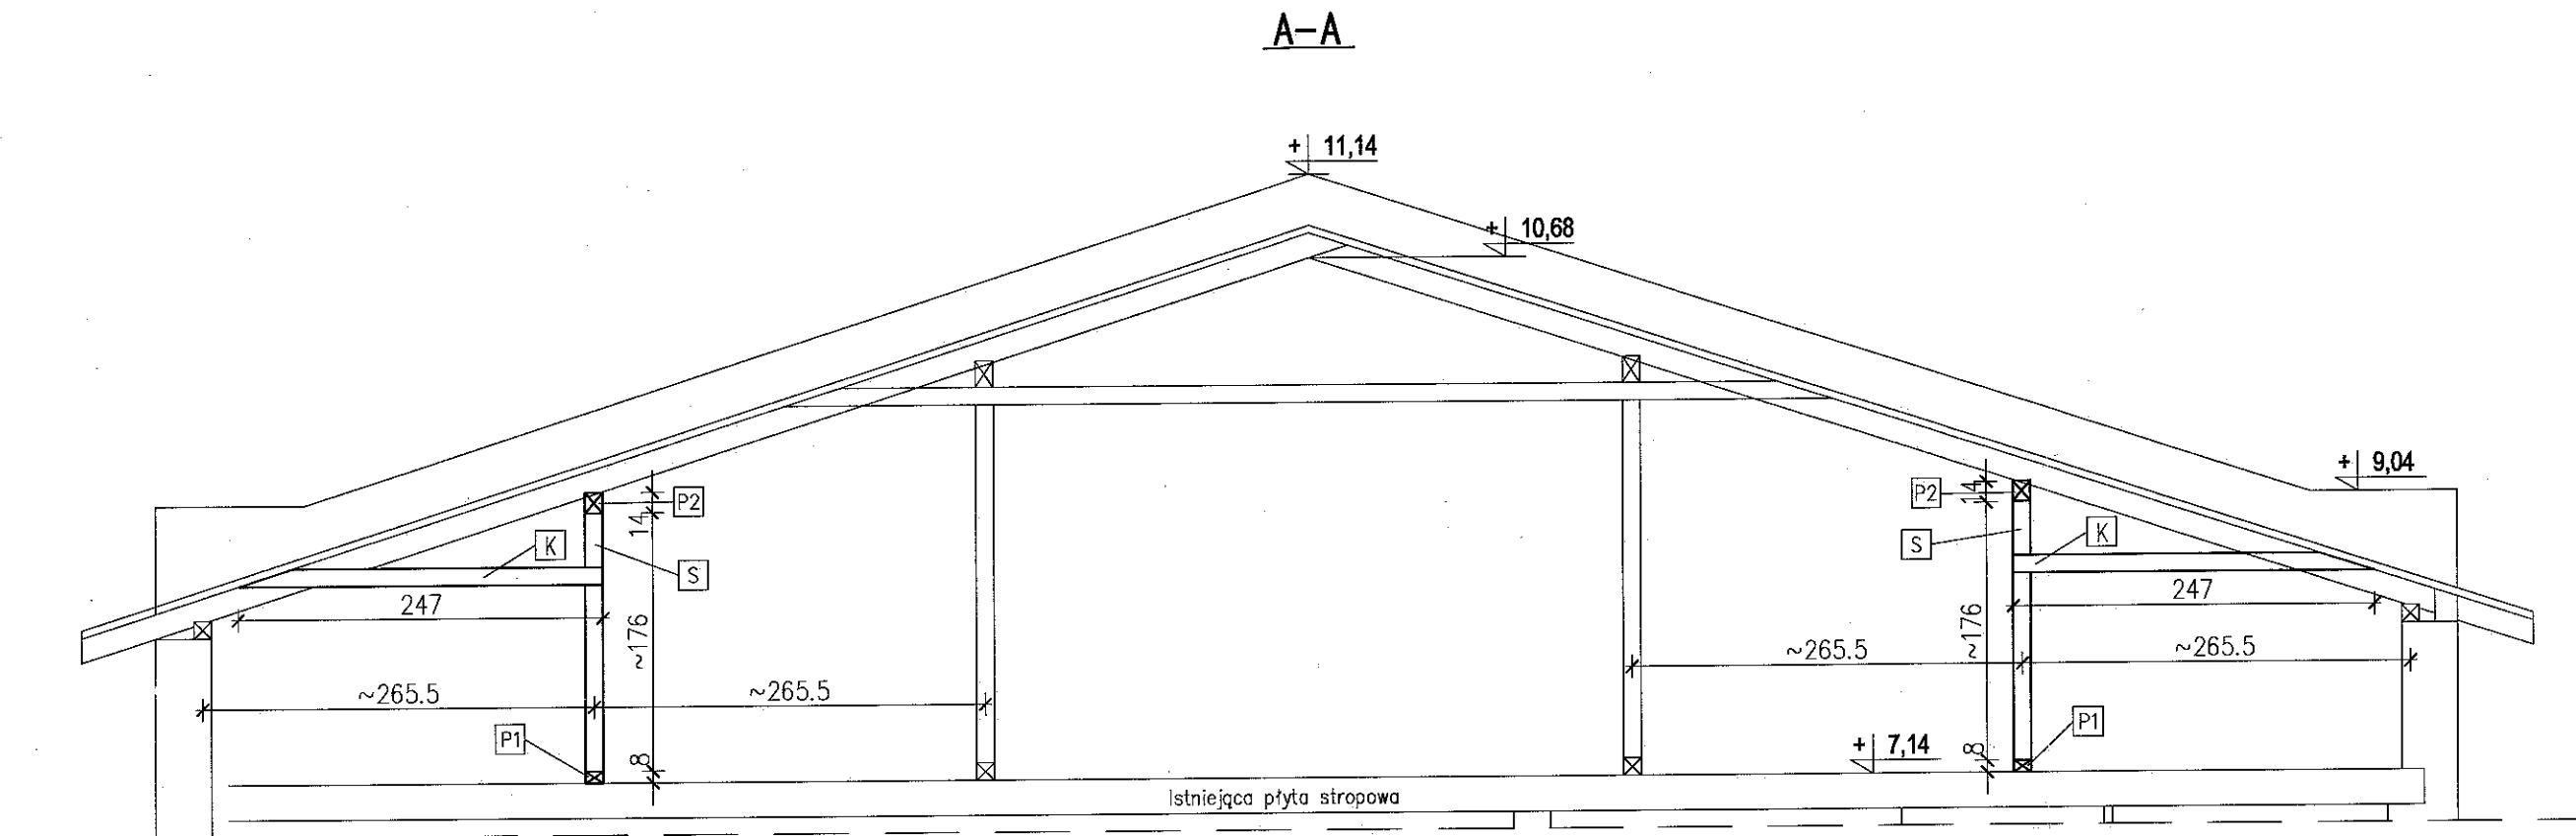 A-A
+ 11,14
+ 10,68
+ 9,04
P2
14
K
S
247
~176
~265.5
~265.5
P1
8
P2
14
S
K
247
~176
~265.5
~265.5
P1
8
+ 7,14
Istniejąca płyta stropowa